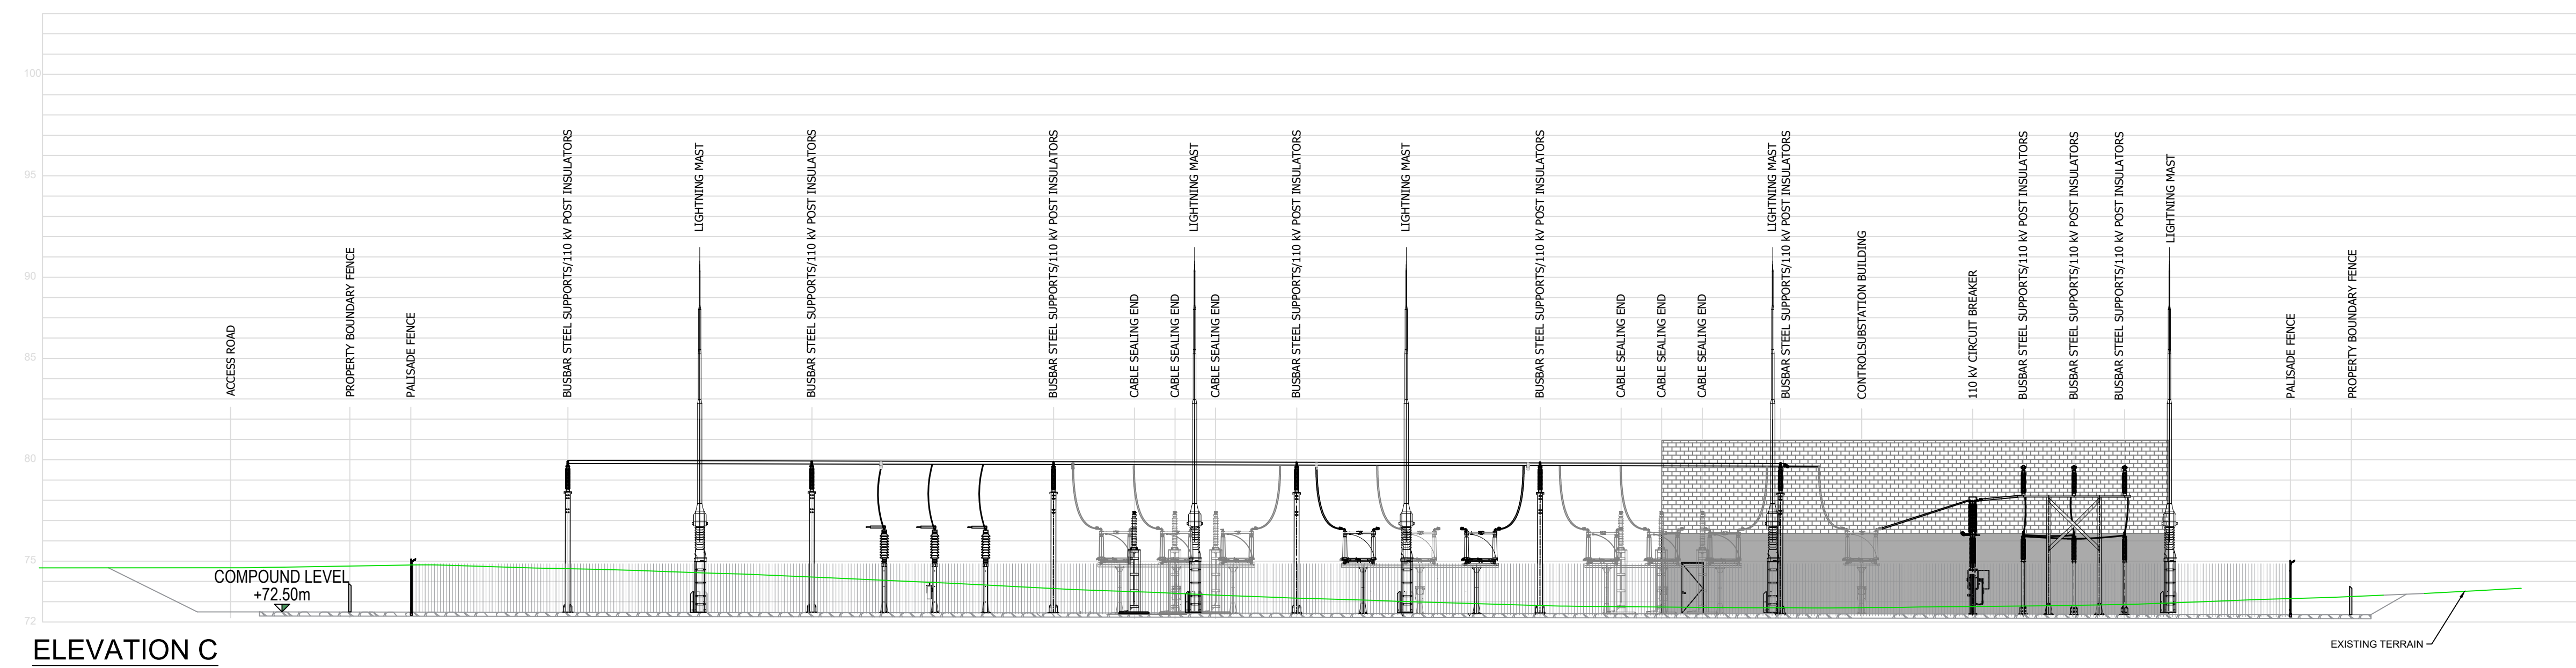 100
95
90
85
80
75
72
ACCESS ROAD
PROPERTY BOUNDARY FENCE
PALISADE FENCE
BUSBAR STEEL SUPPORTS/110 kV POST INSULATORS
LIGHTNING MAST
BUSBAR STEEL SUPPORTS/110 kV POST INSULATORS
BUSBAR STEEL SUPPORTS/110 kV POST INSULATORS
CABLE SEALING END
CABLE SEALING END
LIGHTNING MAST
CABLE SEALING END
BUSBAR STEEL SUPPORTS/110 kV POST INSULATORS
LIGHTNING MAST
BUSBAR STEEL SUPPORTS/110 kV POST INSULATORS
CABLE SEALING END
CABLE SEALING END
CABLE SEALING END
LIGHTNING MAST
BUSBAR STEEL SUPPORTS/110 kV POST INSULATORS
CONTROLSUBSTATION BUILDING
110 kV CIRCUIT BREAKER
BUSBAR STEEL SUPPORTS/110 kV POST INSULATORS
BUSBAR STEEL SUPPORTS/110 kV POST INSULATORS
BUSBAR STEEL SUPPORTS/110 kV POST INSULATORS
LIGHTNING MAST
PALISADE FENCE
PROPERTY BOUNDARY FENCE
COMPOUND LEVEL
+72.50m
EXISTING TERRAIN
ELEVATION C